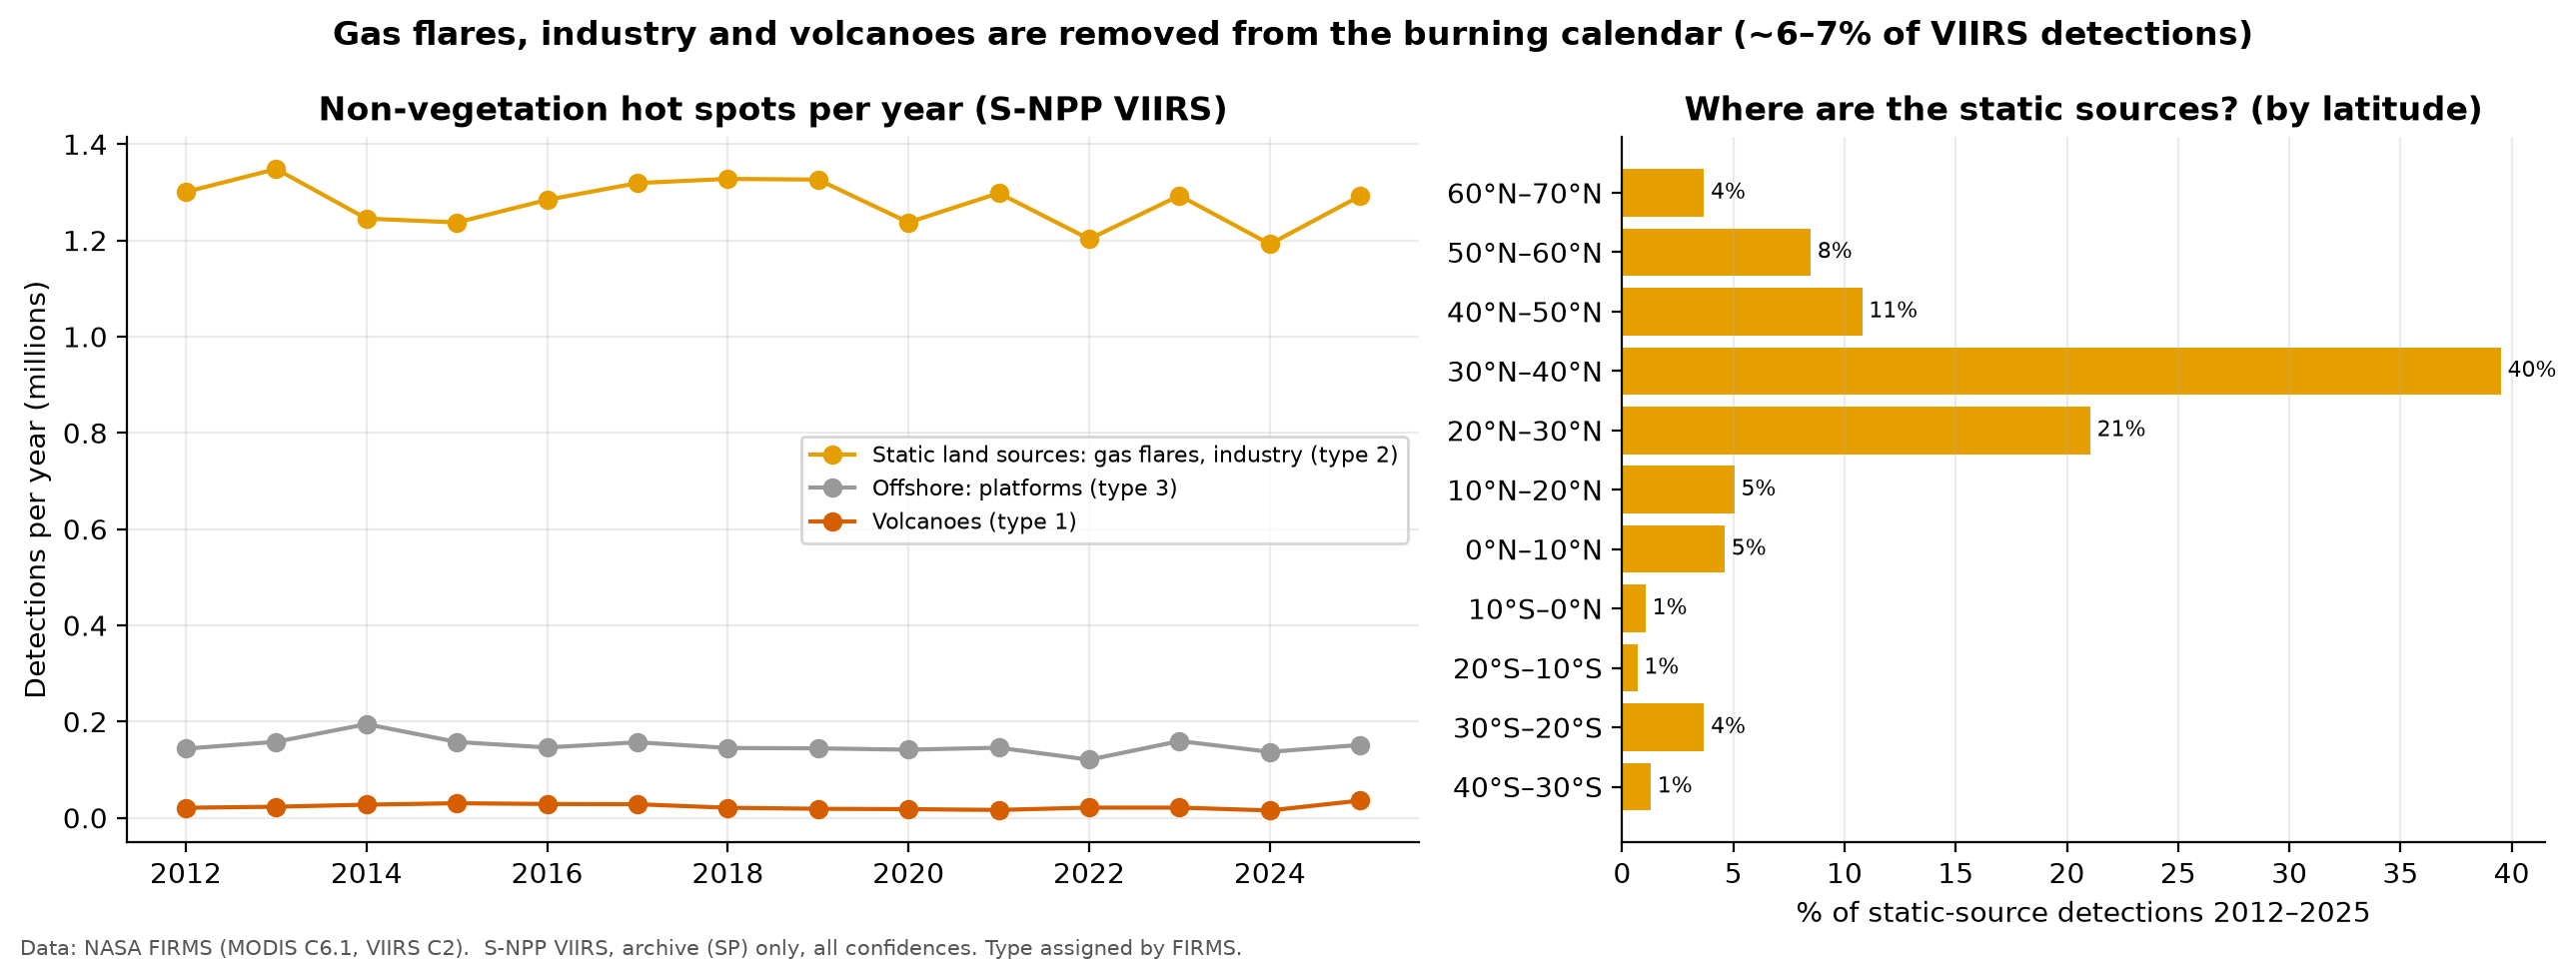 Gas flares, industry and volcanoes are removed from the burning calendar (~6–7% of VIIRS detections)
Non-vegetation hot spots per year (S-NPP VIIRS)
Detections per year (millions)
1.4
1.2
1.0
0.8
0.6
0.4
0.2
0.0
Static land sources: gas flares, industry (type 2)
Offshore: platforms (type 3)
Volcanoes (type 1)
2012 2014 2016 2018 2020 2022 2024
Where are the static sources? (by latitude)
60°N–70°N 4%
50°N–60°N 8%
40°N–50°N 11%
30°N–40°N 40%
20°N–30°N 21%
10°N–20°N 5%
0°N–10°N 5%
10°S–0°N 1%
20°S–10°S 1%
30°S–20°S 4%
40°S–30°S 1%
0 5 10 15 20 25 30 35 40
% of static-source detections 2012–2025
Data: NASA FIRMS (MODIS C6.1, VIIRS C2). S-NPP VIIRS, archive (SP) only, all confidences. Type assigned by FIRMS.